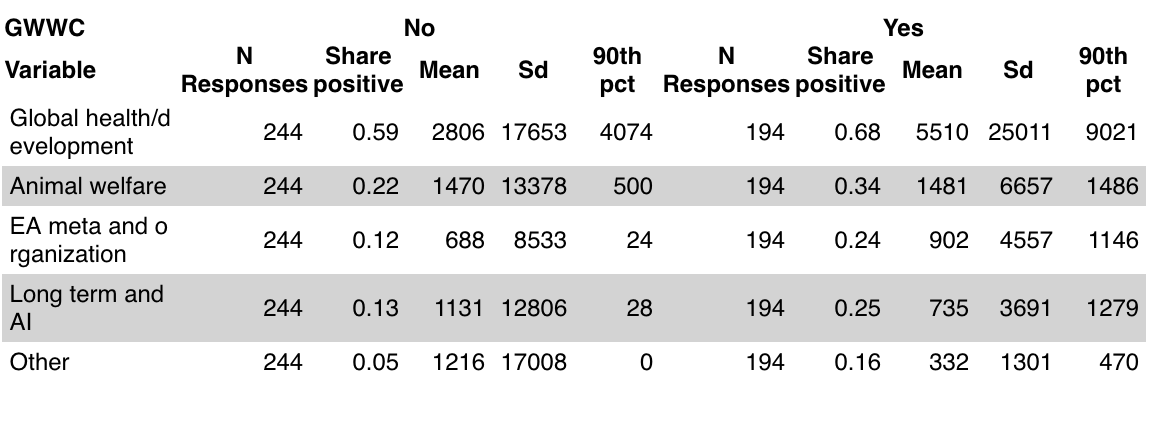 GWWC No Yes
Variable N Responses Share positive Mean Sd 90th pct N Responses Share positive Mean Sd 90th pct
Global health/d
evelopment 244 0.59 2806 17653 4074 194 0.68 5510 25011 9021
Animal welfare 244 0.22 1470 13378 500 194 0.34 1481 6657 1486
EA meta and o
rganization 244 0.12 688 8533 24 194 0.24 902 4557 1146
Long term and
AI 244 0.13 1131 12806 28 194 0.25 735 3691 1279
Other 244 0.05 1216 17008 0 194 0.16 332 1301 470